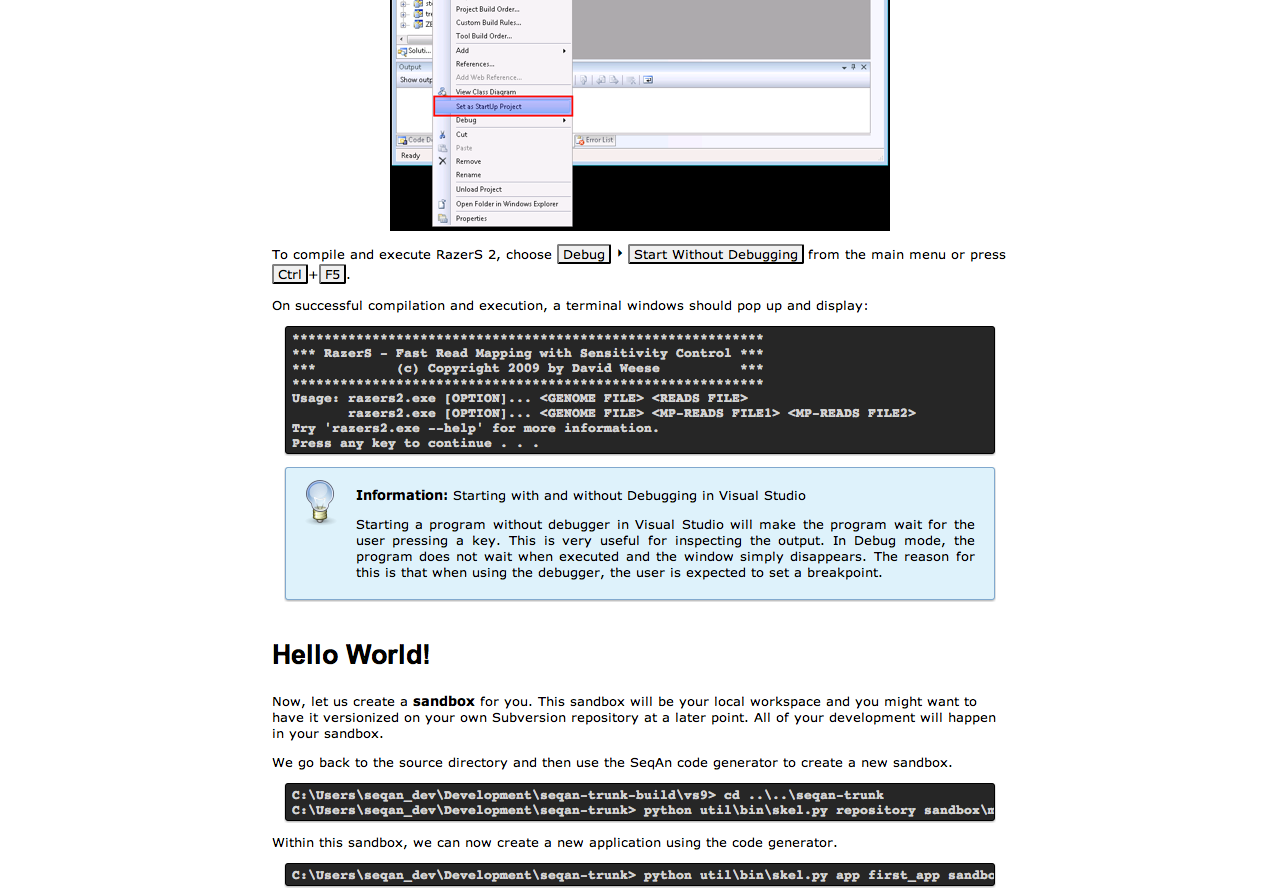 Project Build Order...
Custom Build Rules...
Tool Build Order...
Add
References...
Add Web Reference...
View Class Diagram
Set as StartUp Project
Debug
Cut
Paste
Remove
Rename
Unload Project
Open Folder in Windows Explorer
Properties
Soluti...
Output
Show outp
Code De
Error List
Ready
To compile and execute RazerS 2, choose Debug ‣ Start Without Debugging from the main menu or press
Ctrl+F5.
On successful compilation and execution, a terminal windows should pop up and display:
***********************************************************
*** RazerS - Fast Read Mapping with Sensitivity Control ***
*** (c) Copyright 2009 by David Weese ***
***********************************************************
Usage: razers2.exe [OPTION]... <GENOME FILE> <READS FILE>
razers2.exe [OPTION]... <GENOME FILE> <MP-READS FILE1> <MP-READS FILE2>
Try 'razers2.exe --help' for more information.
Press any key to continue . . .
Information: Starting with and without Debugging in Visual Studio
Starting a program without debugger in Visual Studio will make the program wait for the
user pressing a key. This is very useful for inspecting the output. In Debug mode, the
program does not wait when executed and the window simply disappears. The reason for
this is that when using the debugger, the user is expected to set a breakpoint.
Hello World!
Now, let us create a sandbox for you. This sandbox will be your local workspace and you might want to
have it versionized on your own Subversion repository at a later point. All of your development will happen
in your sandbox.
We go back to the source directory and then use the SeqAn code generator to create a new sandbox.
C:\Users\seqan_dev\Development\seqan-trunk-build\vs9> cd ..\..\seqan-trunk
C:\Users\seqan_dev\Development\seqan-trunk> python util\bin\skel.py repository sandbox\m
Within this sandbox, we can now create a new application using the code generator.
C:\Users\seqan_dev\Development\seqan-trunk> python util\bin\skel.py app first_app sandbo